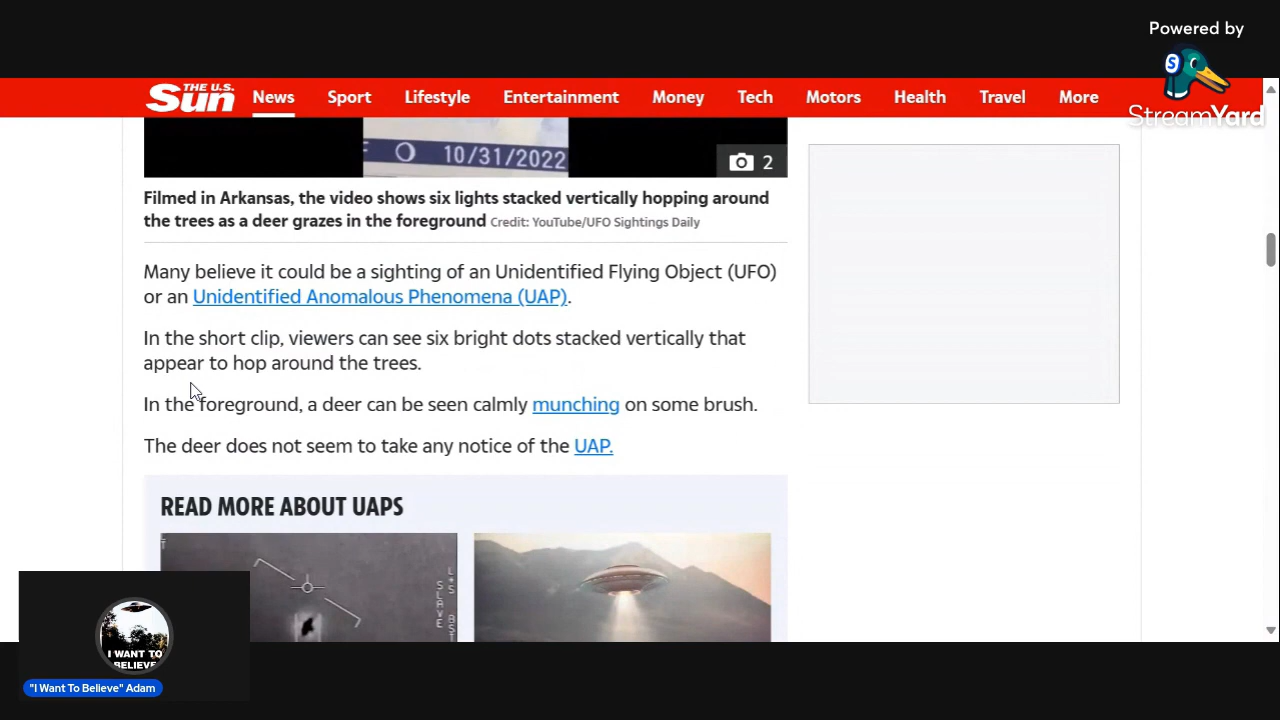 Powered by
S
StreamYard
THE U.S. Sun News Sport Lifestyle Entertainment Money Tech Motors Health Travel More
F 10/31/2022
2
Filmed in Arkansas, the video shows six lights stacked vertically hopping around
the trees as a deer grazes in the foreground Credit: YouTube/UFO Sightings Daily
Many believe it could be a sighting of an Unidentified Flying Object (UFO)
or an Unidentified Anomalous Phenomena (UAP).
In the short clip, viewers can see six bright dots stacked vertically that
appear to hop around the trees.
In the foreground, a deer can be seen calmly munching on some brush.
The deer does not seem to take any notice of the UAP.
READ MORE ABOUT UAPS
SLAVE
I WANT TO
BELIEVE
"I Want To Believe" Adam